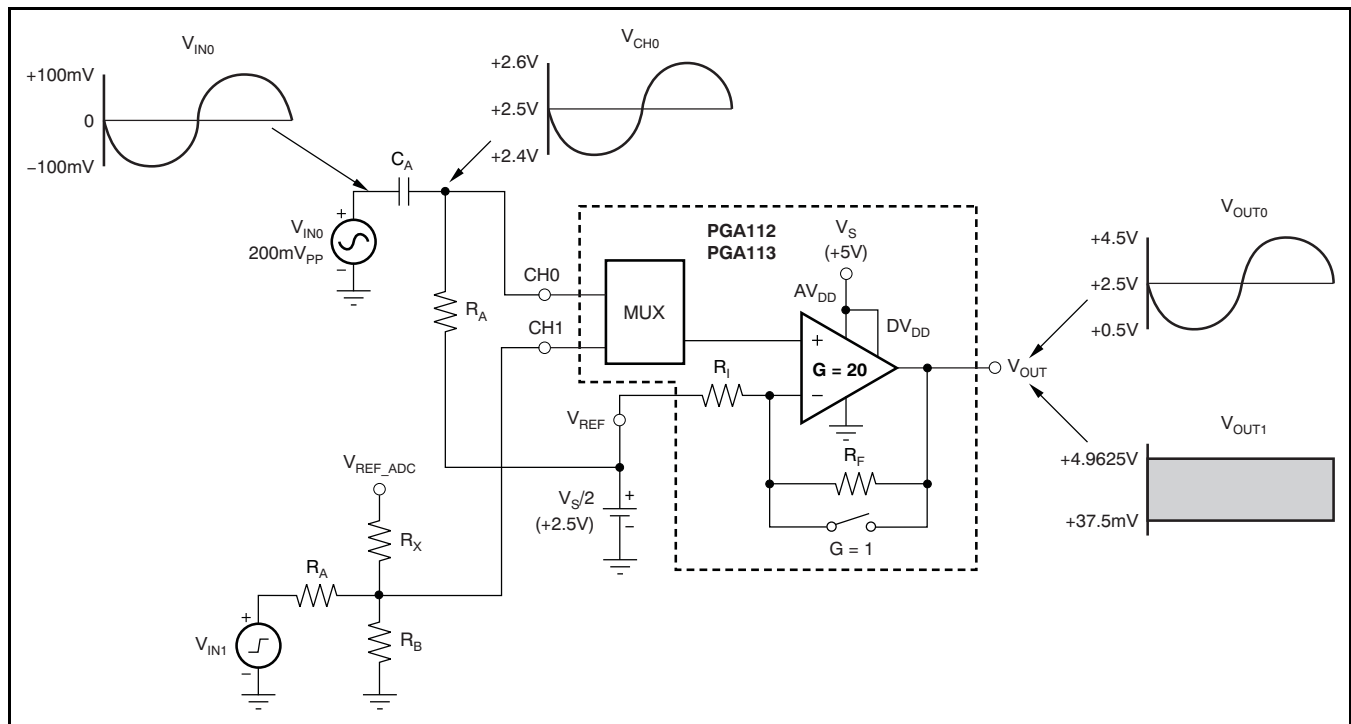 V_IN0
+100mV
0
−100mV
V_CH0
+2.6V
+2.5V
+2.4V
C_A
V_IN0
200mV_PP
+
−
R_A
CH0
CH1
MUX
PGA112
PGA113
V_S
(+5V)
AV_DD
DV_DD
+
G = 20
−
R_I
R_F
G = 1
V_REF
V_S/2
(+2.5V)
+
−
V_REF_ADC
R_X
R_A
R_B
V_IN1
+
−
V_OUT0
+4.5V
+2.5V
+0.5V
V_OUT
V_OUT1
+4.9625V
+37.5mV